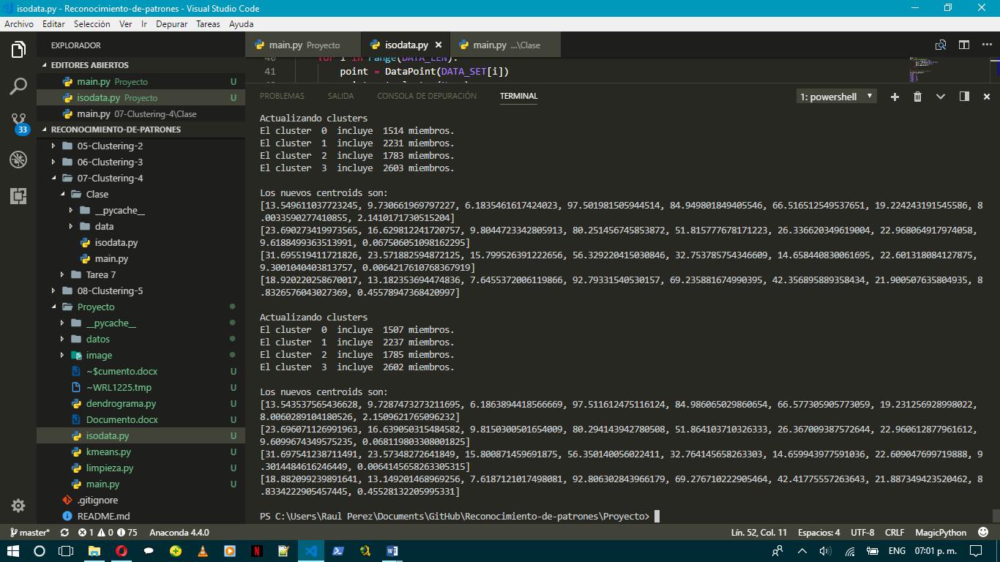 isodata.py - Reconocimiento-de-patrones - Visual Studio Code
Archivo Editar Selección Ver Ir Depurar Tareas Ayuda
EXPLORADOR
EDITORES ABIERTOS
main.py Proyecto U
isodata.py Proyecto U
main.py 07-Clustering-4\Clase
33
RECONOCIMIENTO-DE-PATRONES
05-Clustering-2
06-Clustering-3
07-Clustering-4
Clase
__pycache__
data
isodata.py
main.py
Tarea 7
08-Clustering-5
Proyecto
__pycache__
datos
image
~$cumento.docx U
~WRL1225.tmp U
dendrograma.py U
Documento.docx U
isodata.py U
kmeans.py U
limpieza.py U
main.py U
.gitignore
README.md
main.py Proyecto
isodata.py
main.py ...\Clase
40 for i in range(DATA_LEN):
41 point = DataPoint(DATA_SET[i])
PROBLEMAS SALIDA CONSOLA DE DEPURACIÓN TERMINAL 1: powershell
Actualizando clusters
El cluster 0 incluye 1514 miembros.
El cluster 1 incluye 2231 miembros.
El cluster 2 incluye 1783 miembros.
El cluster 3 incluye 2603 miembros.
Los nuevos centroids son:
[13.549611037723245, 9.730661969797227, 6.1835461617424023, 97.501981505944514, 84.949801849405546, 66.516512549537651, 19.224243191545586, 8
.0033590277410855, 2.1410171730515204]
[23.690273419973565, 16.629812241720757, 9.8044723342805913, 80.251456745853872, 51.815777678171223, 26.336620349619004, 22.968064917974058,
9.6188499363513991, 0.067506051098162295]
[31.695519411721826, 23.571882594872125, 15.799526391222656, 56.329220415030846, 32.753785754346609, 14.658440830061695, 22.601318084127875,
9.3001040403813757, 0.0064217610768367919]
[18.920220258670017, 13.182353694474836, 7.6455372006119866, 92.79331540530157, 69.235881674990395, 42.356895889358434, 21.900507635804935, 8
.8326576043027369, 0.45578947368420997]
Actualizando clusters
El cluster 0 incluye 1507 miembros.
El cluster 1 incluye 2237 miembros.
El cluster 2 incluye 1785 miembros.
El cluster 3 incluye 2602 miembros.
Los nuevos centroids son:
[13.543537565436628, 9.7287473273211695, 6.1863894418566669, 97.511612475116124, 84.986065029860654, 66.577305905773059, 19.231256928998022,
8.0060289104180526, 2.1509621765096232]
[23.696071126991963, 16.639050315484582, 9.8150300501654009, 80.294143942780508, 51.864103710326333, 26.367009387572644, 22.960612877961612,
9.6099674349575235, 0.068119803308001825]
[31.697541238711491, 23.57348272641849, 15.800871459691875, 56.350140056022411, 32.764145658263303, 14.659943977591036, 22.609047699719888, 9
.3014484616246449, 0.0064145658263305315]
[18.882099239891641, 13.149201468969256, 7.6187121017498081, 92.806302843966179, 69.276710222905464, 42.41775557263643, 21.887349423520462, 8
.8334222905457445, 0.45528132205995331]
PS C:\Users\Raul Perez\Documents\GitHub\Reconocimiento-de-patrones\Proyecto>
master* 1 0 75 Anaconda 4.4.0 Lín. 52, Col. 11 Espacios: 4 UTF-8 CRLF MagicPython
ENG 07:01 p. m.